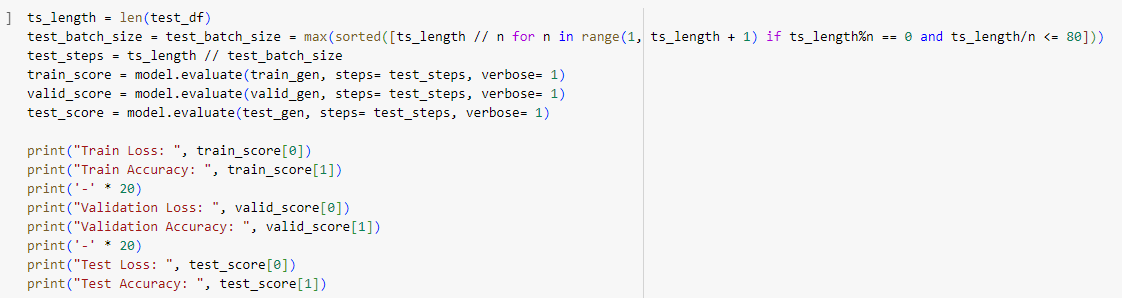 ] ts_length = len(test_df)
test_batch_size = test_batch_size = max(sorted([ts_length // n for n in range(1, ts_length + 1) if ts_length%n == 0 and ts_length/n <= 80]))
test_steps = ts_length // test_batch_size
train_score = model.evaluate(train_gen, steps= test_steps, verbose= 1)
valid_score = model.evaluate(valid_gen, steps= test_steps, verbose= 1)
test_score = model.evaluate(test_gen, steps= test_steps, verbose= 1)
print("Train Loss: ", train_score[0])
print("Train Accuracy: ", train_score[1])
print('-' * 20)
print("Validation Loss: ", valid_score[0])
print("Validation Accuracy: ", valid_score[1])
print('-' * 20)
print("Test Loss: ", test_score[0])
print("Test Accuracy: ", test_score[1])